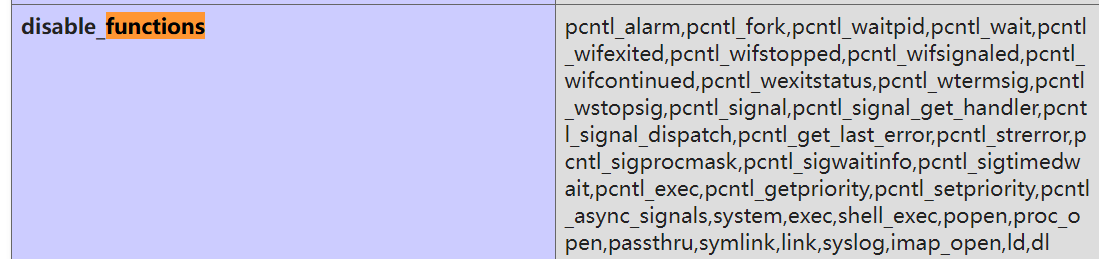 disable_functions
pcntl_alarm,pcntl_fork,pcntl_waitpid,pcntl_wait,pcntl
_wifexited,pcntl_wifstopped,pcntl_wifsignaled,pcntl_
wifcontinued,pcntl_wexitstatus,pcntl_wtermsig,pcntl
_wstopsig,pcntl_signal,pcntl_signal_get_handler,pcnt
l_signal_dispatch,pcntl_get_last_error,pcntl_strerror,p
cntl_sigprocmask,pcntl_sigwaitinfo,pcntl_sigtimedw
ait,pcntl_exec,pcntl_getpriority,pcntl_setpriority,pcntl
_async_signals,system,exec,shell_exec,popen,proc_o
pen,passthru,symlink,link,syslog,imap_open,ld,dl